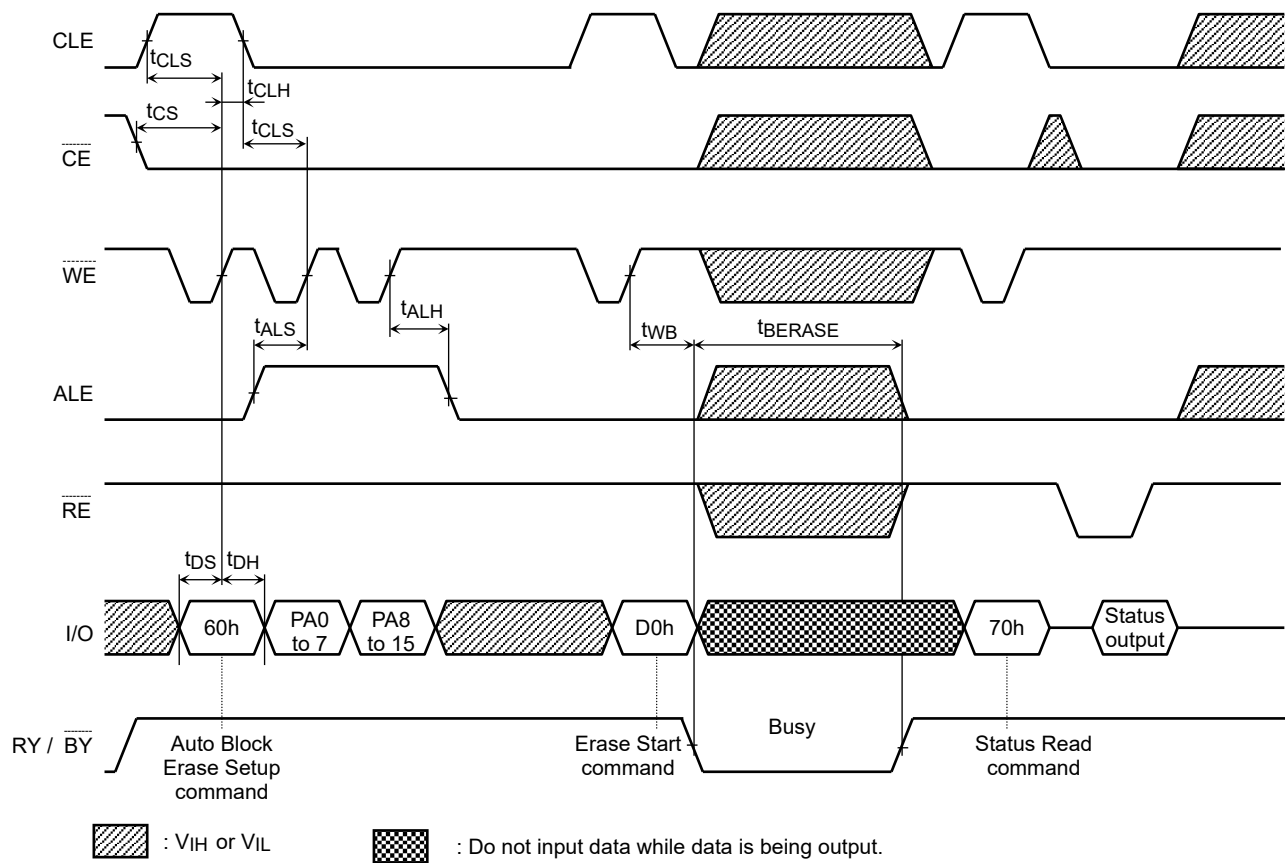 CLE
tCLS
tCLH
tCS
tCLS
CE
WE
tALH
tALS
tWB
tBERASE
ALE
RE
tDS
tDH
I/O
60h
PA0
to 7
PA8
to 15
D0h
70h
Status
output
RY / BY
Busy
Auto Block
Erase Setup
command
Erase Start
command
Status Read
command
: VIH or VIL
: Do not input data while data is being output.